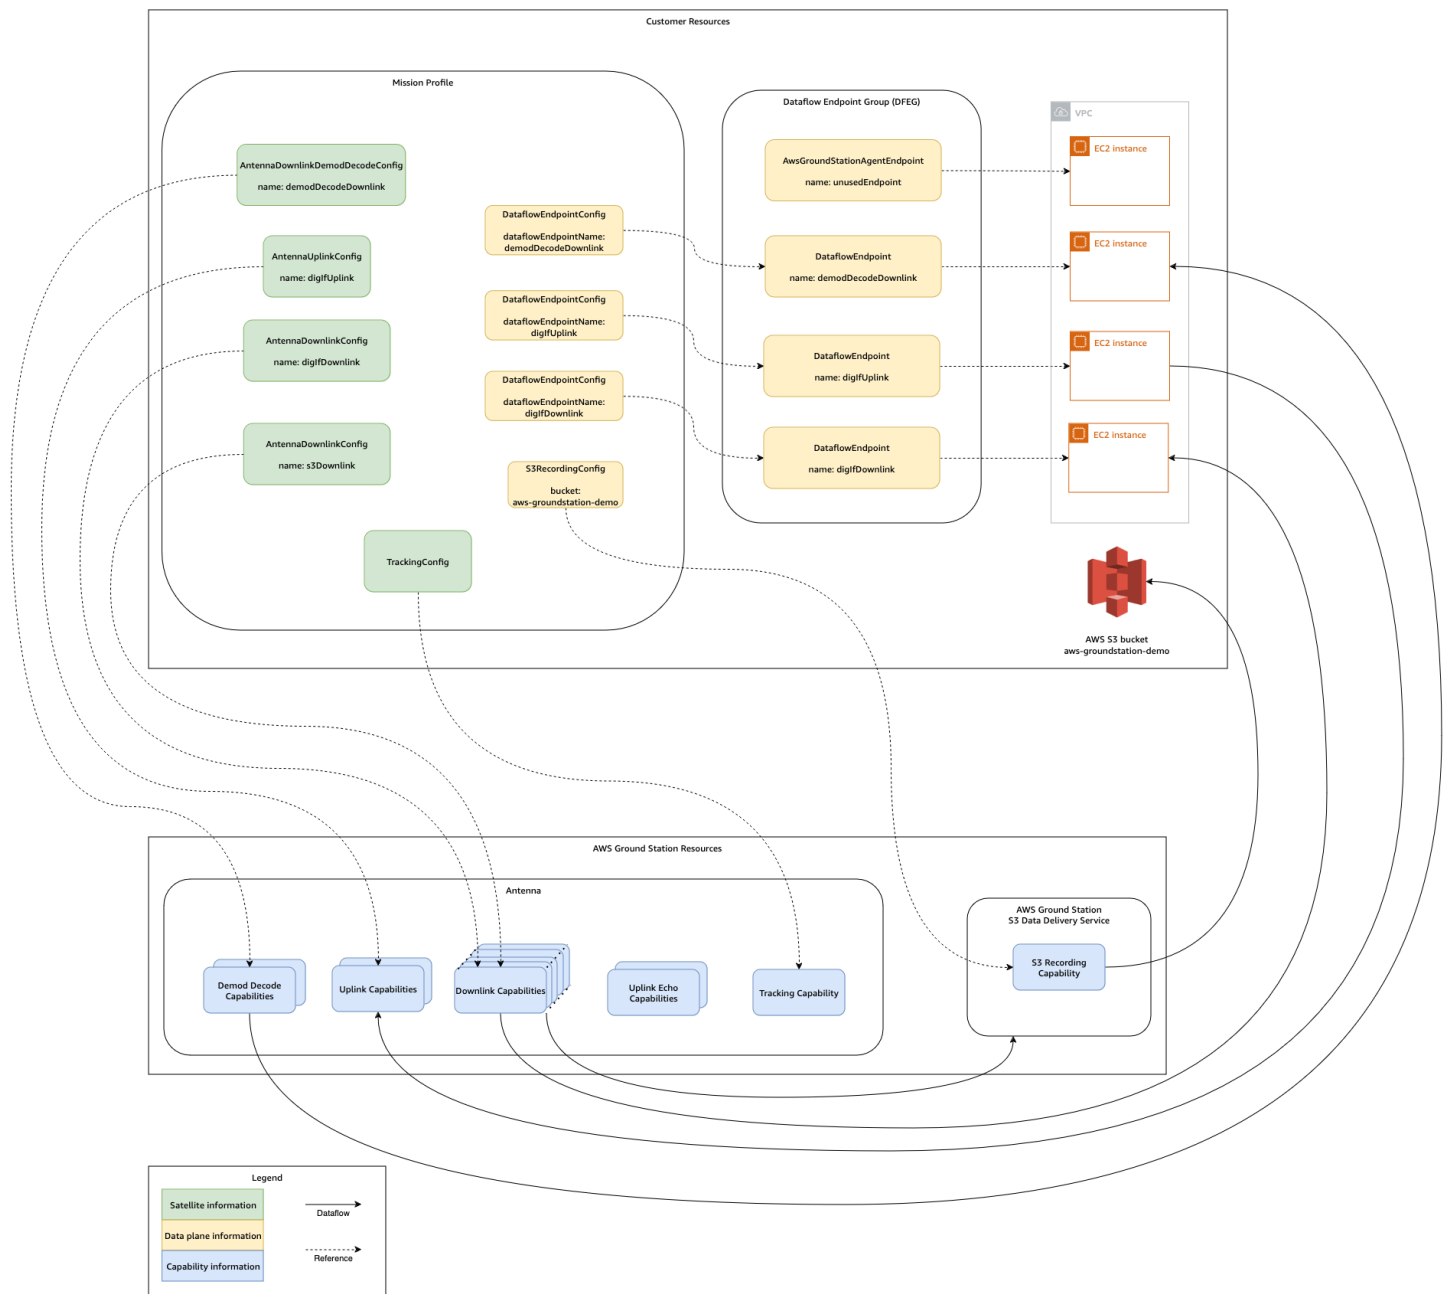 Customer Resources
Mission Profile
AntennaDownlinkDemodDecodeConfig
name: demodDecodeDownlink
AntennaUplinkConfig
name: digIfUplink
AntennaDownlinkConfig
name: digIfDownlink
AntennaDownlinkConfig
name: s3Downlink
TrackingConfig
DataflowEndpointConfig
dataflowEndpointName:
demodDecodeDownlink
DataflowEndpointConfig
dataflowEndpointName:
digIfUplink
DataflowEndpointConfig
dataflowEndpointName:
digIfDownlink
S3RecordingConfig
bucket:
aws-groundstation-demo
Dataflow Endpoint Group (DFEG)
AwsGroundStationAgentEndpoint
name: unusedEndpoint
DataflowEndpoint
name: demodDecodeDownlink
DataflowEndpoint
name: digIfUplink
DataflowEndpoint
name: digIfDownlink
VPC
EC2 instance
EC2 instance
EC2 instance
EC2 instance
AWS S3 bucket
aws-groundstation-demo
AWS Ground Station Resources
Antenna
Demod Decode
Capabilities
Uplink Capabilities
Downlink Capabilities
Uplink Echo
Capabilities
Tracking Capability
AWS Ground Station
S3 Data Delivery Service
S3 Recording
Capability
Legend
Satellite information
Data plane information
Capability information
Dataflow
Reference